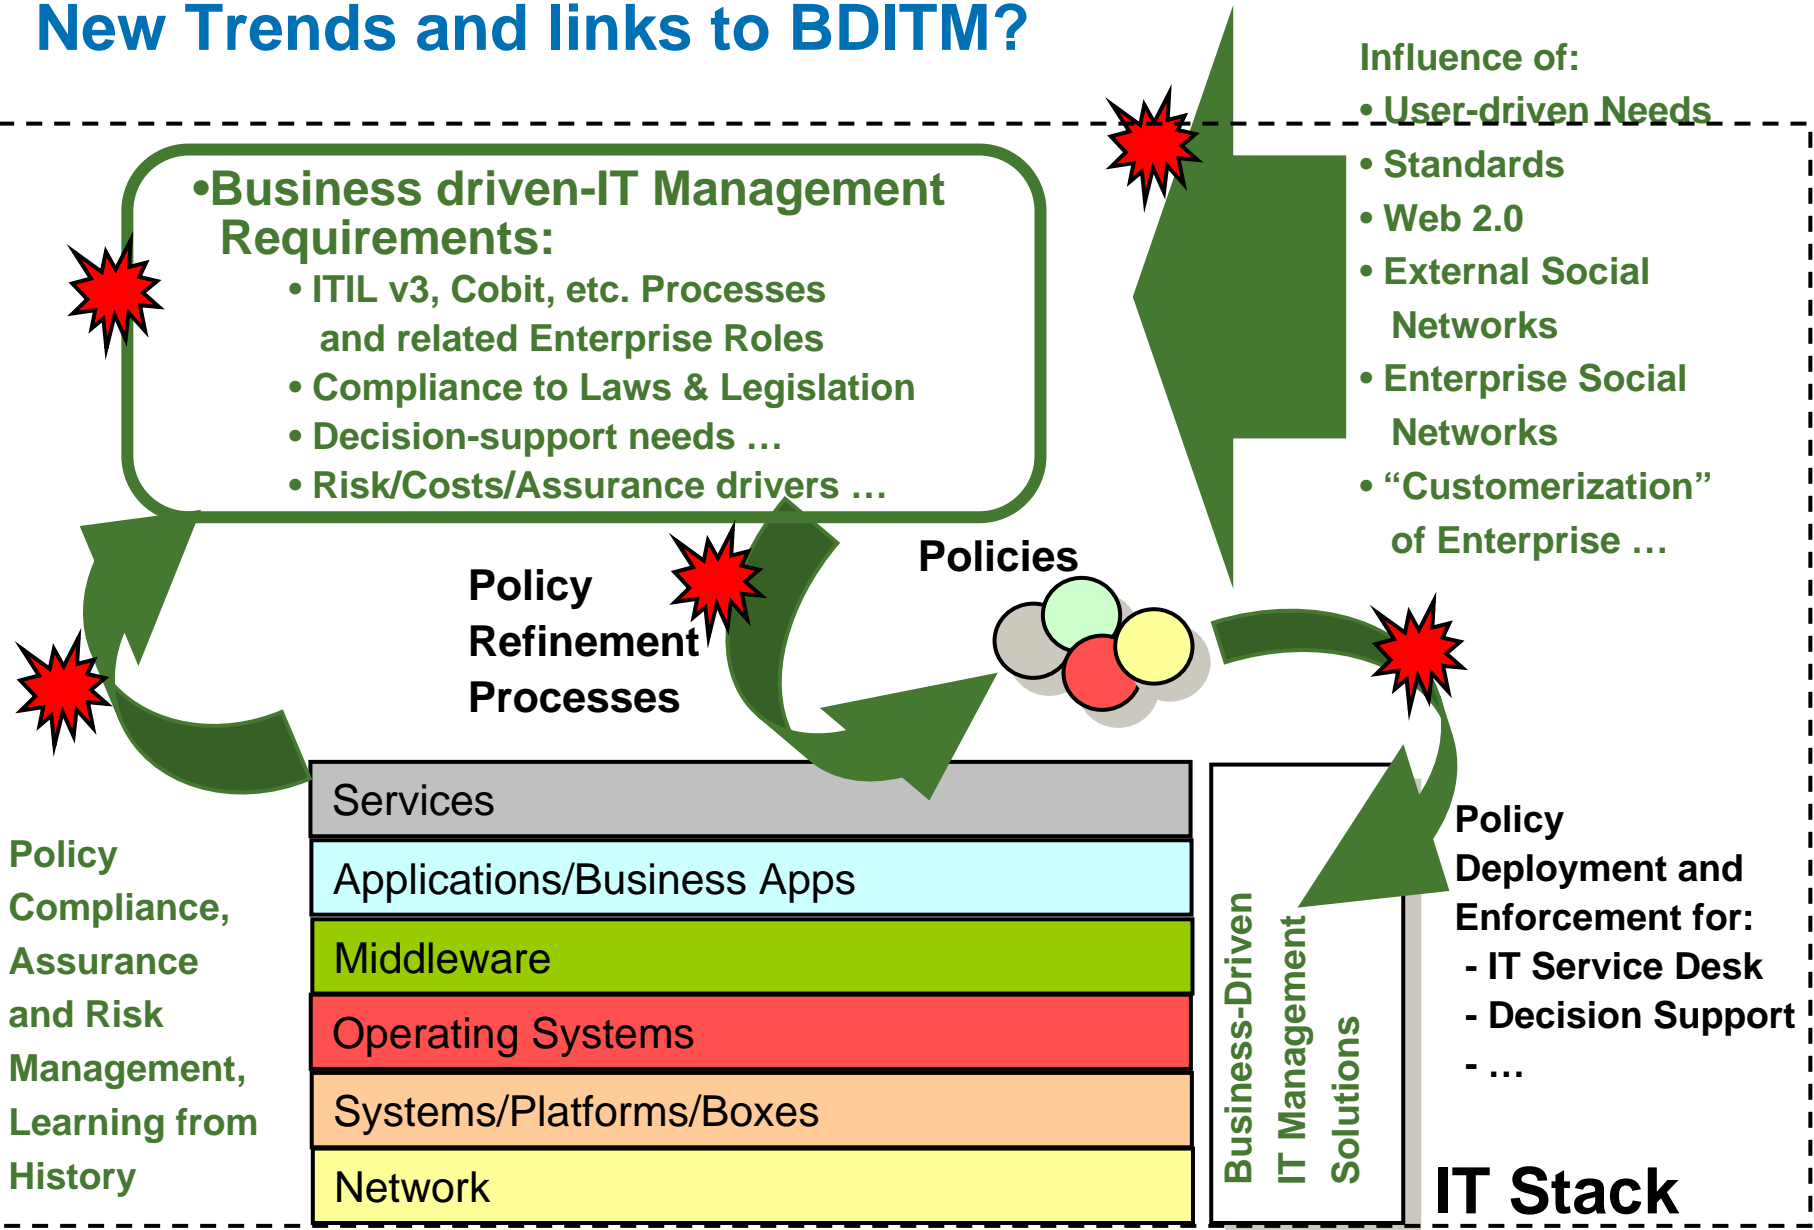 New Trends and links to BDITM?
Influence of:
• User-driven Needs
• Standards
• Web 2.0
• External Social
Networks
• Enterprise Social
Networks
• “Customerization”
of Enterprise …
•Business driven-IT Management
Requirements:
• ITIL v3, Cobit, etc. Processes
and related Enterprise Roles
• Compliance to Laws & Legislation
• Decision-support needs …
• Risk/Costs/Assurance drivers …
Policy
Refinement
Processes
Policies
Services
Applications/Business Apps
Middleware
Operating Systems
Systems/Platforms/Boxes
Network
Policy
Compliance,
Assurance
and Risk
Management,
Learning from
History
Business-Driven
IT Management
Solutions
Policy
Deployment and
Enforcement for:
- IT Service Desk
- Decision Support
- …
IT Stack